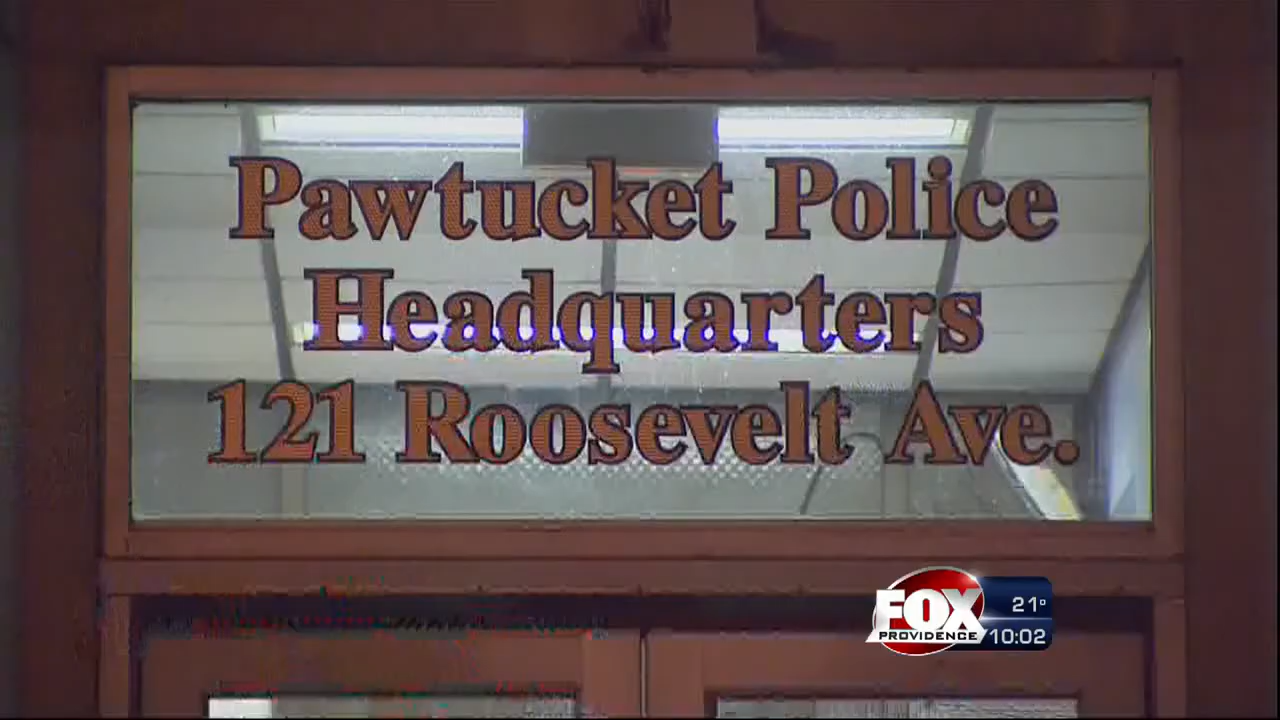 Pawtucket Police
Headquarters
121 Roosevelt Ave.
FOX
PROVIDENCE
21°
10:02